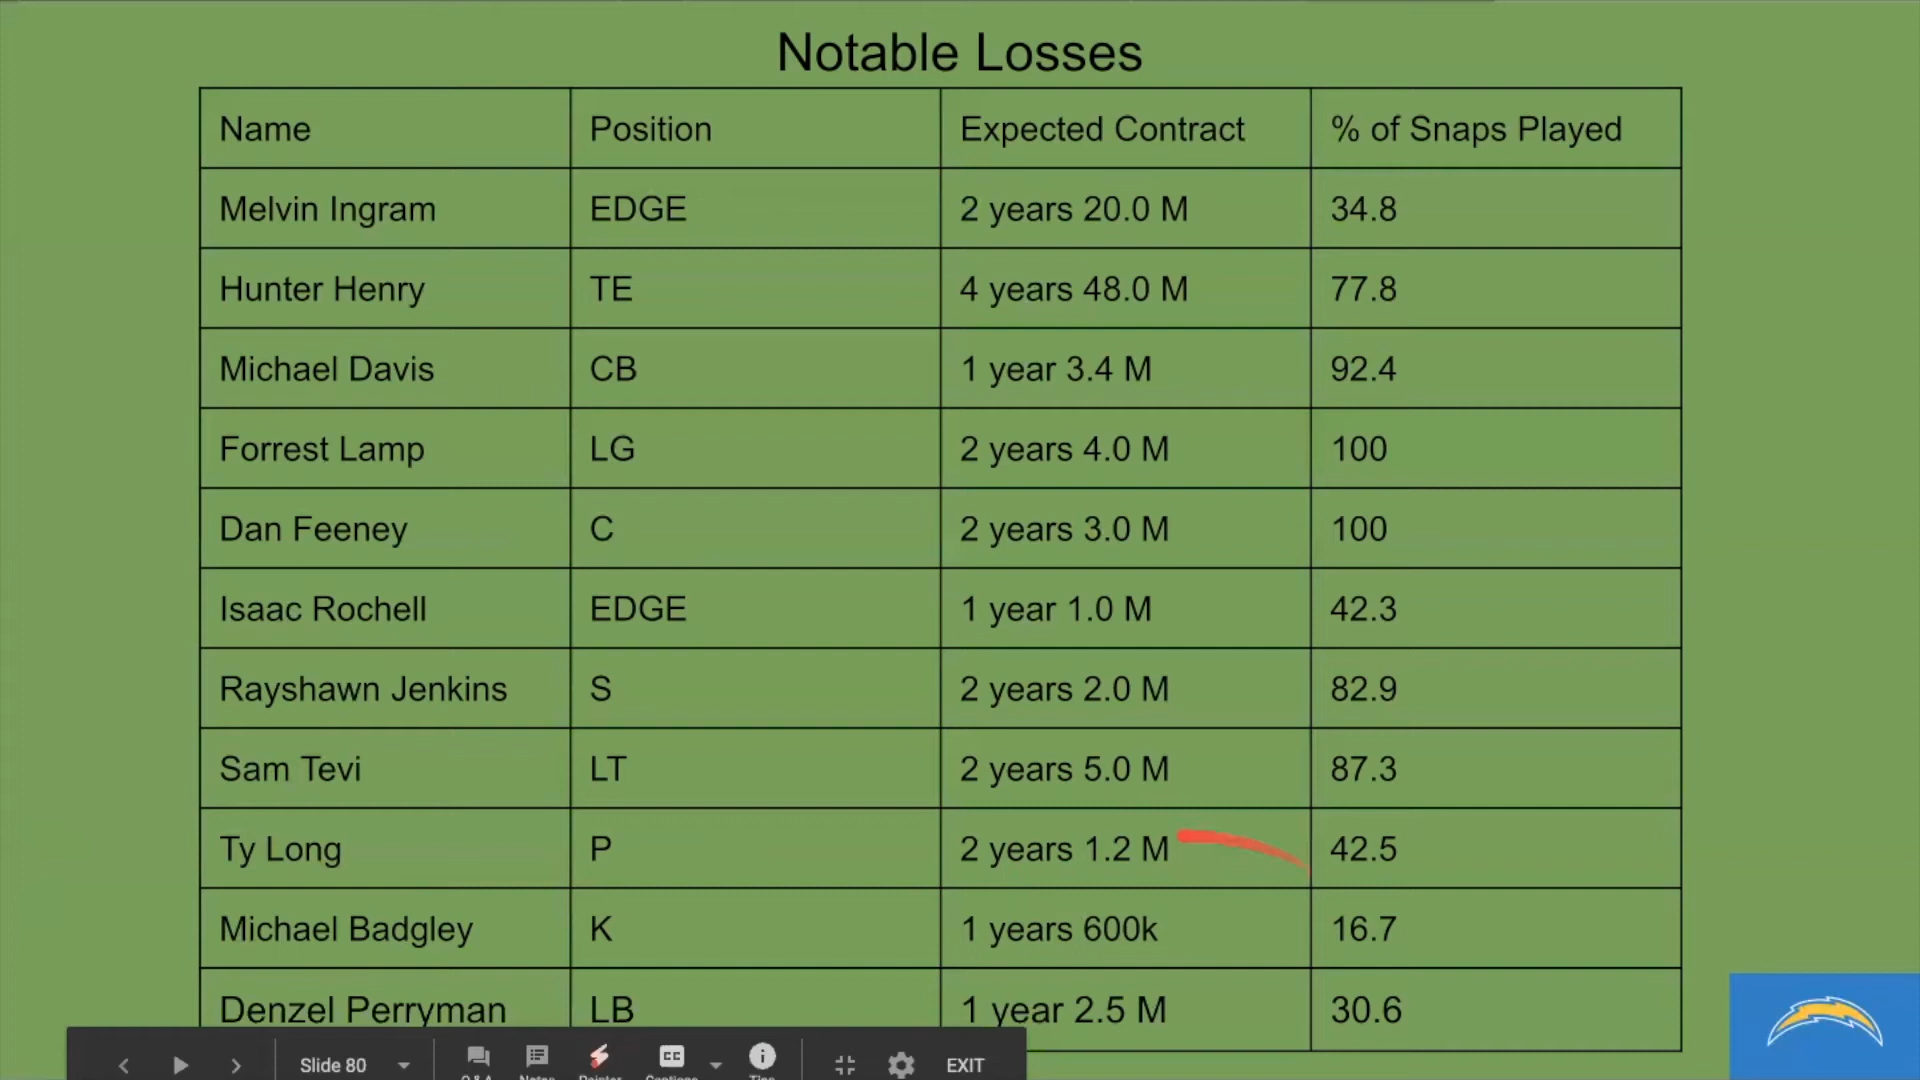 Notable Losses
Name Position Expected Contract % of Snaps Played
Melvin Ingram EDGE 2 years 20.0 M 34.8
Hunter Henry TE 4 years 48.0 M 77.8
Michael Davis CB 1 year 3.4 M 92.4
Forrest Lamp LG 2 years 4.0 M 100
Dan Feeney C 2 years 3.0 M 100
Isaac Rochell EDGE 1 year 1.0 M 42.3
Rayshawn Jenkins S 2 years 2.0 M 82.9
Sam Tevi LT 2 years 5.0 M 87.3
Ty Long P 2 years 1.2 M 42.5
Michael Badgley K 1 years 600k 16.7
Denzel Perryman LB 1 year 2.5 M 30.6
Slide 80 Q & A Notes Pointer CC Captions Tips EXIT